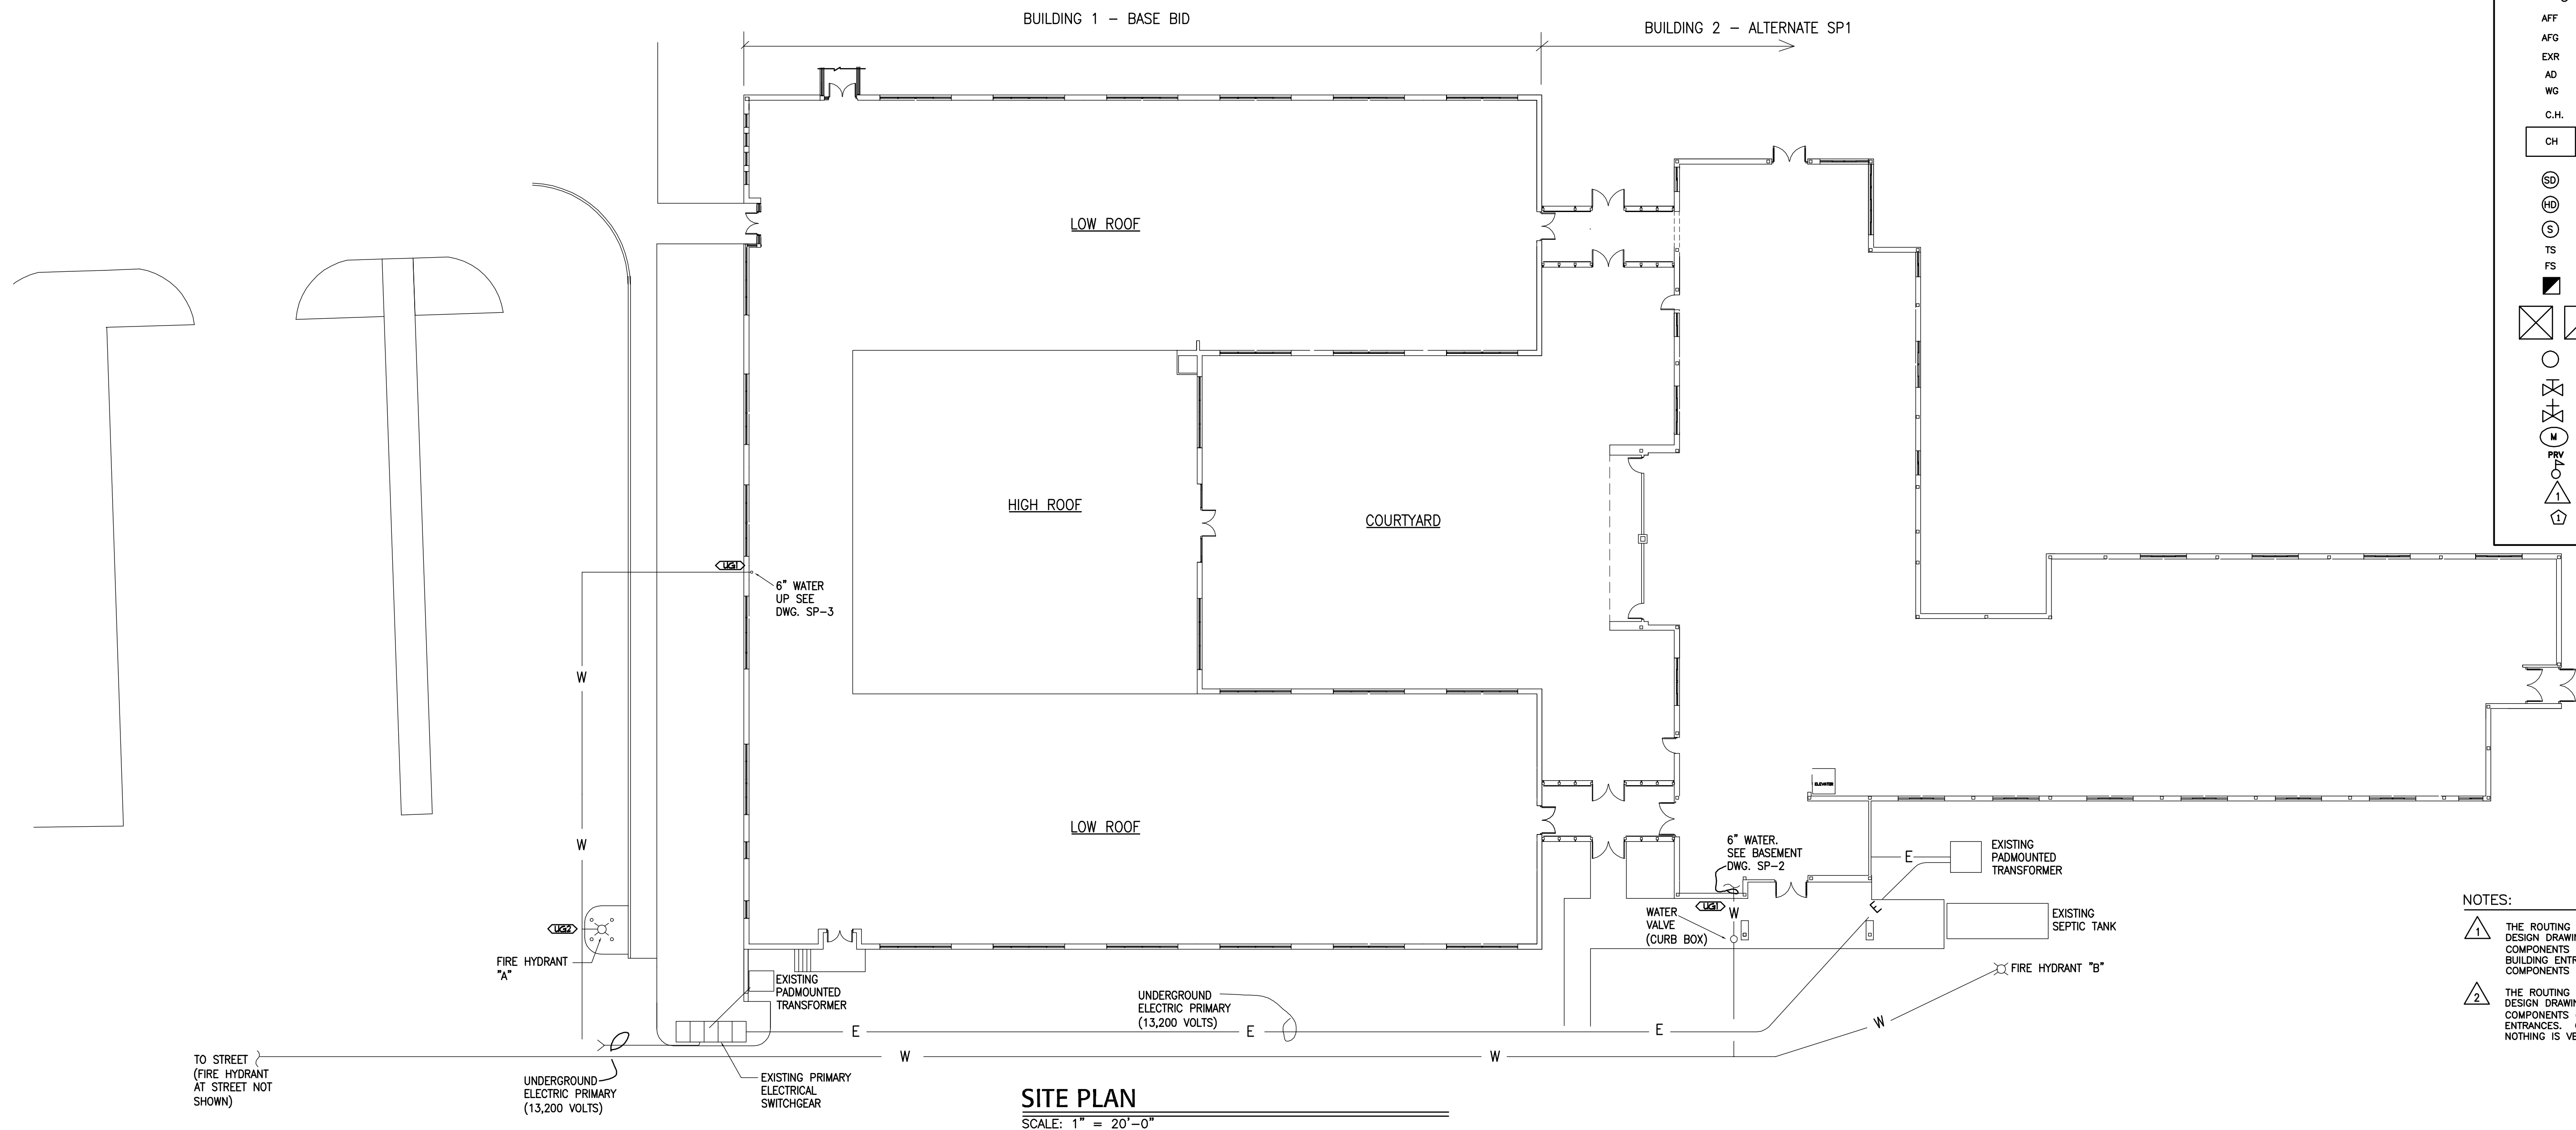 BUILDING 1 - BASE BID
BUILDING 2 - ALTERNATE SP1
AFF
AFG
EXR
AD
WG
C.H.
CH
SD
HD
S
TS
FS
M
PRV
1
1
LOW ROOF
HIGH ROOF
COURTYARD
LOW ROOF
UG1
6" WATER
UP SEE
DWG. SP-3
W
W
UG2
FIRE HYDRANT
"A"
ELEVATOR
6" WATER.
SEE BASEMENT
DWG. SP-2
UG1
W
WATER
VALVE
(CURB BOX)
E
EXISTING
PADMOUNTED
TRANSFORMER
E
EXISTING
SEPTIC TANK
FIRE HYDRANT "B"
W
EXISTING
PADMOUNTED
TRANSFORMER
UNDERGROUND
ELECTRIC PRIMARY
(13,200 VOLTS)
E
E
E
W
W
TO STREET
(FIRE HYDRANT
AT STREET NOT
SHOWN)
UNDERGROUND
ELECTRIC PRIMARY
(13,200 VOLTS)
EXISTING PRIMARY
ELECTRICAL
SWITCHGEAR
SITE PLAN
SCALE: 1" = 20'-0"
NOTES:
1
THE ROUTING
DESIGN DRAWIN
COMPONENTS
BUILDING ENTR
COMPONENTS
2
THE ROUTING
DESIGN DRAWIN
COMPONENTS
ENTRANCES.
NOTHING IS VE